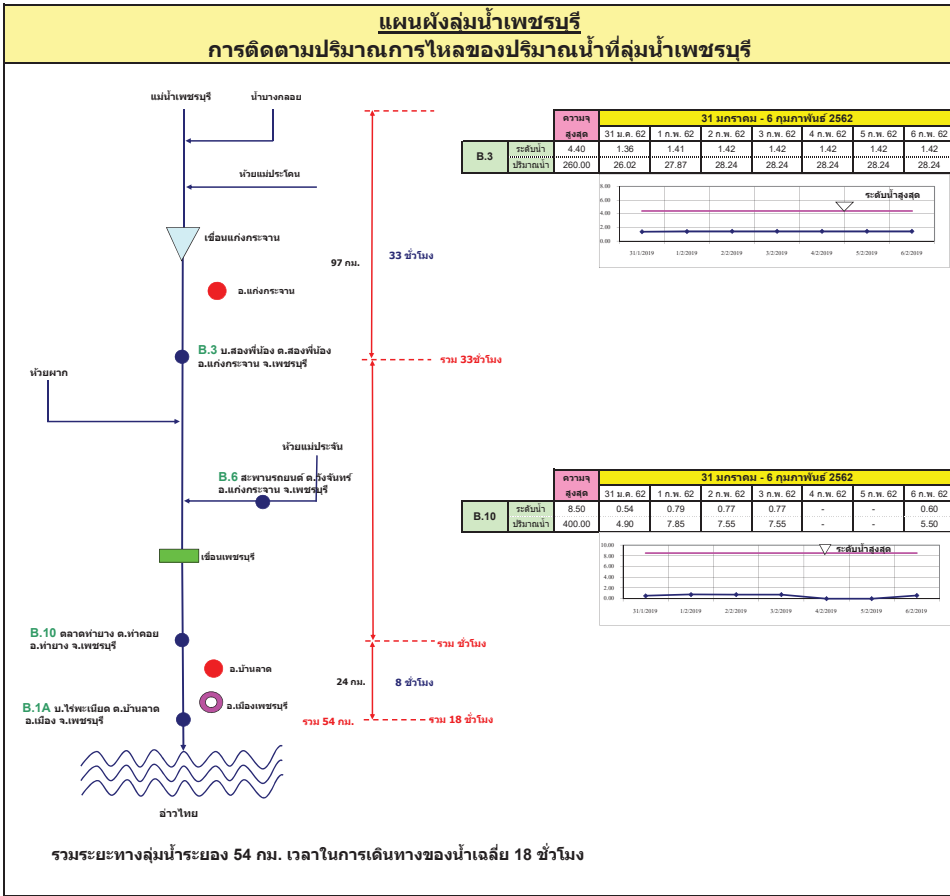 แผนผังลุ่มน้ำเพชรบุรี
การติดตามปริมาณการไหลของปริมาณน้ำที่ลุ่มน้ำเพชรบุรี
แม่น้ำเพชรบุรี น้ำบางกลอย
ห้วยแม่ประโดน
เขื่อนแก่งกระจาน
97 กม. 33 ชั่วโมง
อ.แก่งกระจาน
B.3 บ.สองพี่น้อง ต.สองพี่น้อง
อ.แก่งกระจาน จ.เพชรบุรี
รวม 33ชั่วโมง
ห้วยผาก
ห้วยแม่ประจัน
B.6 สะพานรถยนต์ ต.วังจันทร์
อ.แก่งกระจาน จ.เพชรบุรี
เขื่อนเพชรบุรี
B.10 ตลาดท่ายาง ต.ท่าคอย
อ.ท่ายาง จ.เพชรบุรี
รวม ชั่วโมง
อ.บ้านลาด
24 กม. 8 ชั่วโมง
อ.เมืองเพชรบุรี
B.1A บ.ไร่พะเนียด ต.บ้านลาด
อ.เมือง จ.เพชรบุรี
รวม 54 กม. รวม 18 ชั่วโมง
อ่าวไทย
รวมระยะทางลุ่มน้ำระยอง 54 กม. เวลาในการเดินทางของน้ำเฉลี่ย 18 ชั่วโมง
ความจุ 31 มกราคม - 6 กุมภาพันธ์ 2562
สูงสุด 31 ม.ค. 62 1 ก.พ. 62 2 ก.พ. 62 3 ก.พ. 62 4 ก.พ. 62 5 ก.พ. 62 6 ก.พ. 62
B.3
ระดับน้ำ 4.40 1.36 1.41 1.42 1.42 1.42 1.42 1.42
ปริมาณน้ำ 260.00 26.02 27.87 28.24 28.24 28.24 28.24 28.24
ระดับน้ำสูงสุด
8.00
6.00
4.00
2.00
0.00
31/1/2019 1/2/2019 2/2/2019 3/2/2019 4/2/2019 5/2/2019 6/2/2019
ความจุ 31 มกราคม - 6 กุมภาพันธ์ 2562
สูงสุด 31 ม.ค. 62 1 ก.พ. 62 2 ก.พ. 62 3 ก.พ. 62 4 ก.พ. 62 5 ก.พ. 62 6 ก.พ. 62
B.10
ระดับน้ำ 8.50 0.54 0.79 0.77 0.77 - - 0.60
ปริมาณน้ำ 400.00 4.90 7.85 7.55 7.55 - - 5.50
ระดับน้ำสูงสุด
10.00
8.00
6.00
4.00
2.00
0.00
31/1/2019 1/2/2019 2/2/2019 3/2/2019 4/2/2019 5/2/2019 6/2/2019